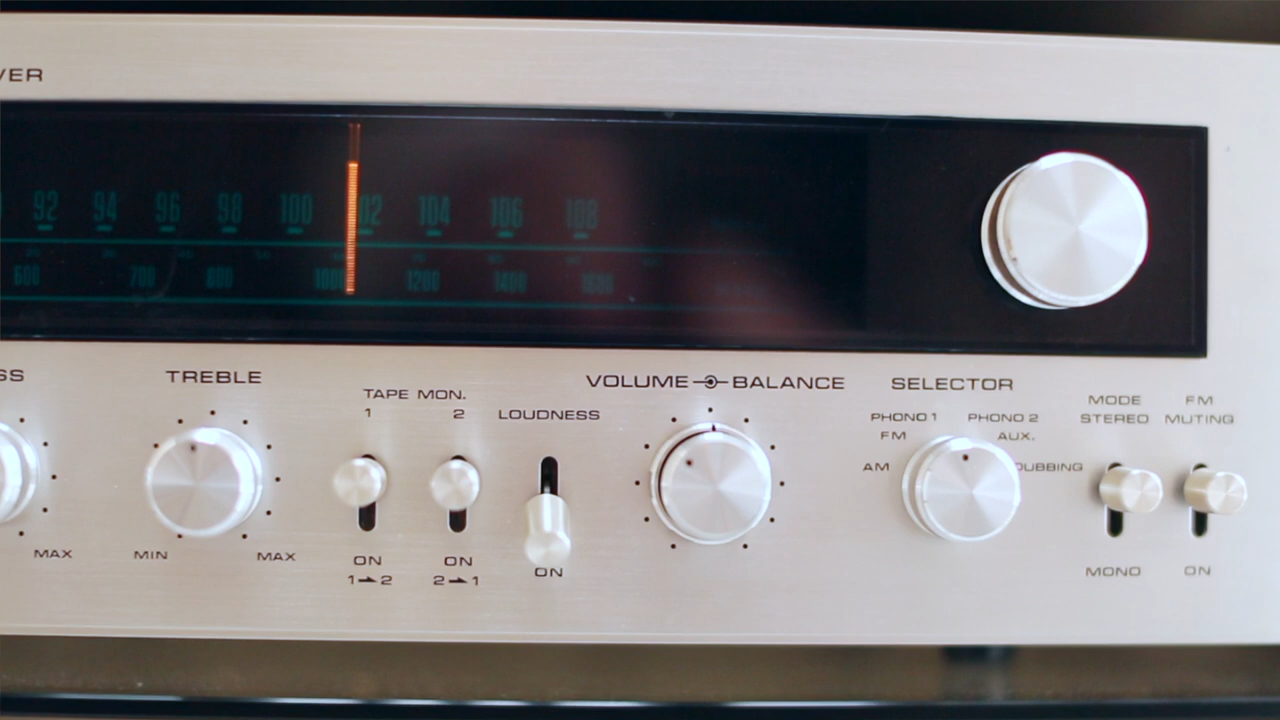 VER
92 94 96 98 100 102 104 106 108
600 700 800 1000 1200 1400 1600
SS
TREBLE
TAPE MON.
1 2
LOUDNESS
VOLUME BALANCE
SELECTOR
PHONO 1 PHONO 2
FM AUX.
AM DUBBING
MODE
STEREO
FM
MUTING
MAX
MIN MAX
ON
1→2
ON
2→1
ON
MONO
ON